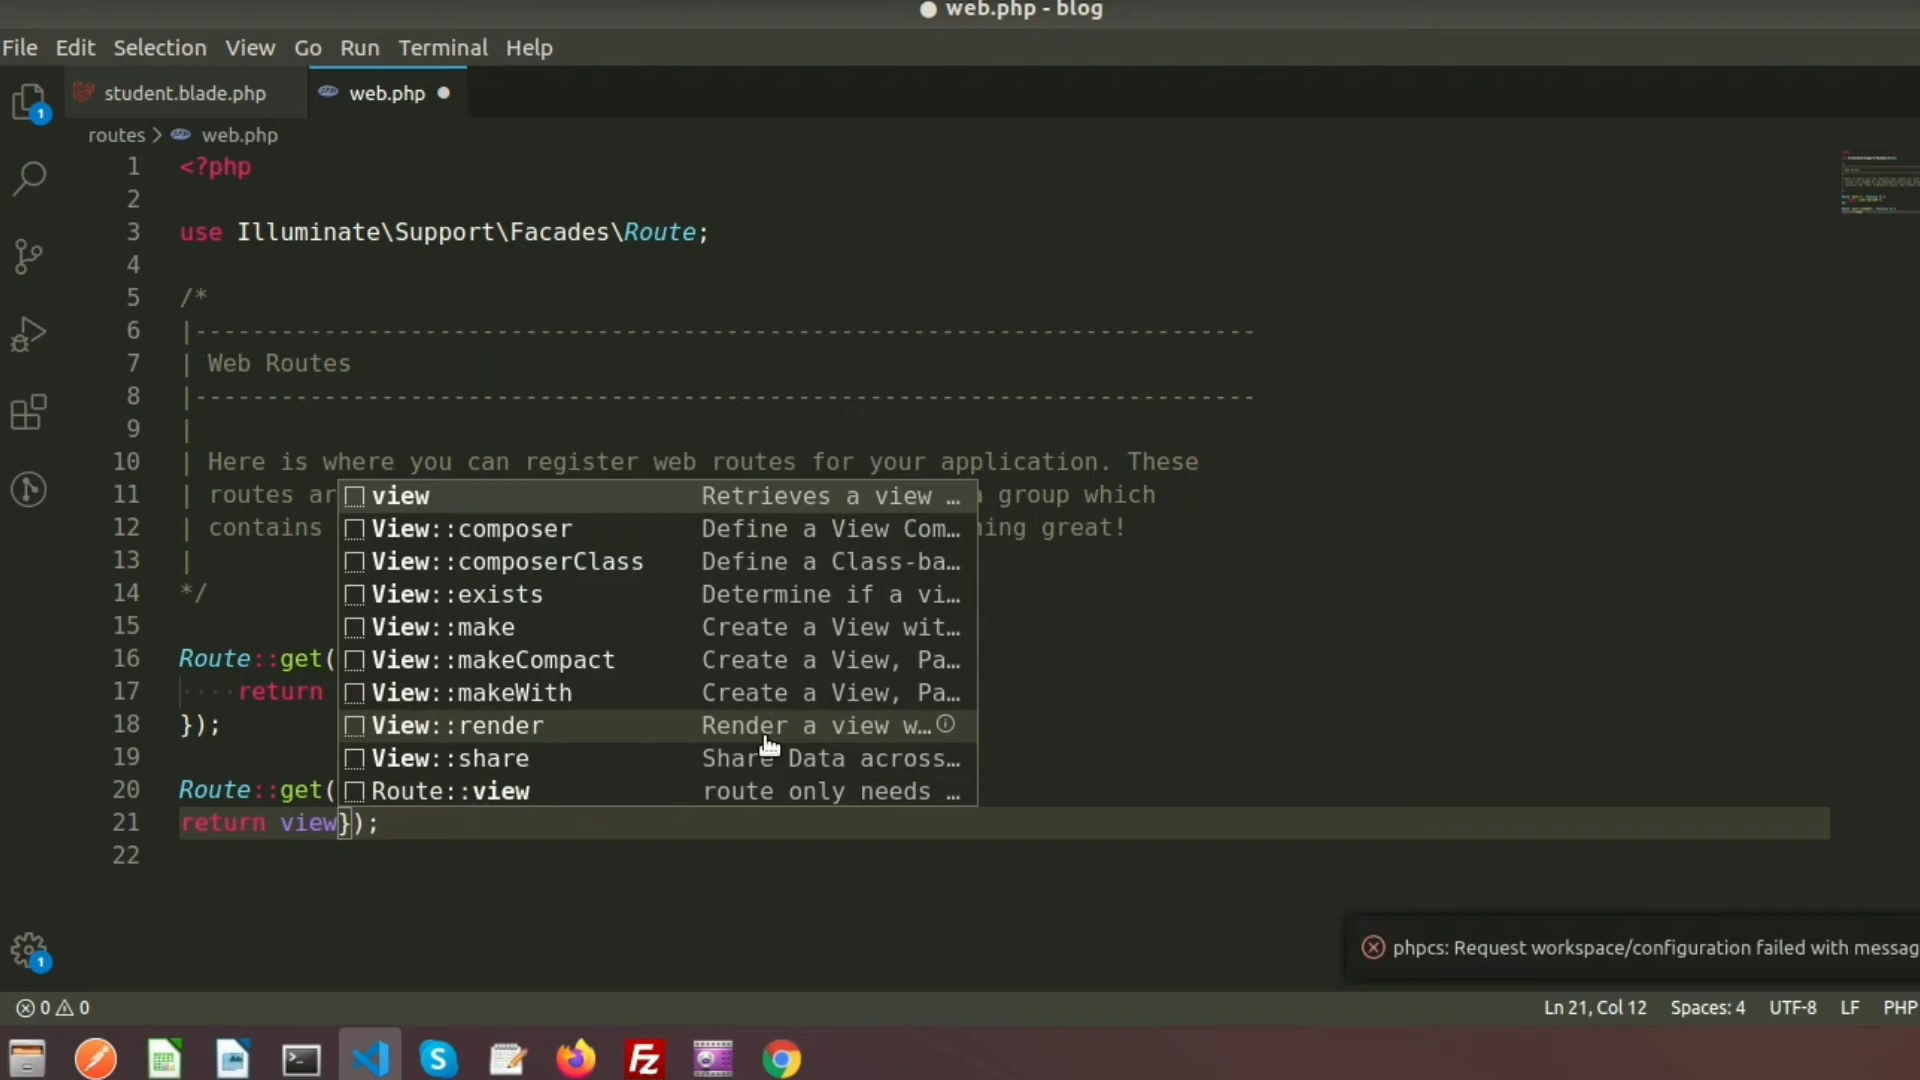 web.php - blog
File Edit Selection View Go Run Terminal Help
student.blade.php web.php
1
routes > web.php
1 <?php
2
3 use Illuminate\Support\Facades\Route;
4
5 /*
6 |--------------------------------------------------------------------------
7 | Web Routes
8 |--------------------------------------------------------------------------
9 |
10 | Here is where you can register web routes for your application. These
11 | routes ar a group which
12 | contains ing great!
13 |
14 */
15
16 Route::get(
17 ····return
18 });
19
20 Route::get(
21 return view});
22
view Retrieves a view …
View::composer Define a View Com…
View::composerClass Define a Class-ba…
View::exists Determine if a vi…
View::make Create a View wit…
View::makeCompact Create a View, Pa…
View::makeWith Create a View, Pa…
View::render Render a view w…
View::share Share Data across…
Route::view route only needs …
phpcs: Request workspace/configuration failed with messag
1
0 0 Ln 21, Col 12 Spaces: 4 UTF-8 LF PHP
S Fz